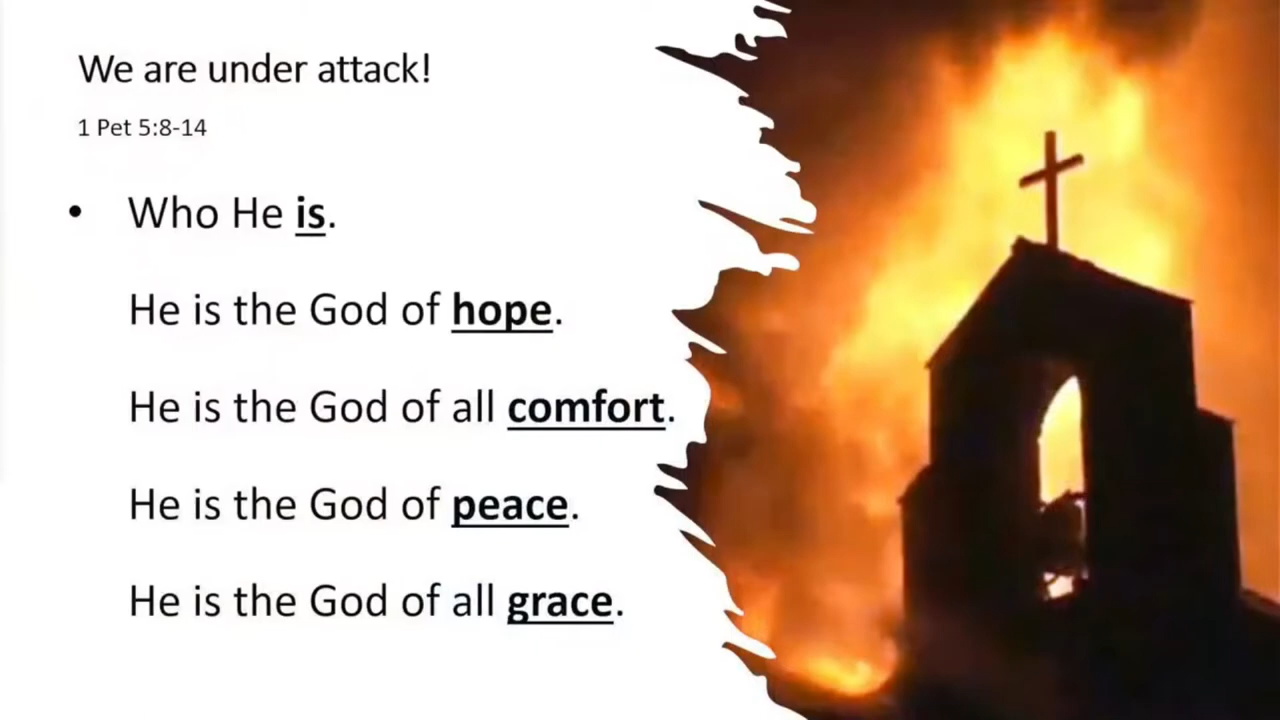 We are under attack!
1 Pet 5:8-14
• Who He is.
He is the God of hope.
He is the God of all comfort.
He is the God of peace.
He is the God of all grace.